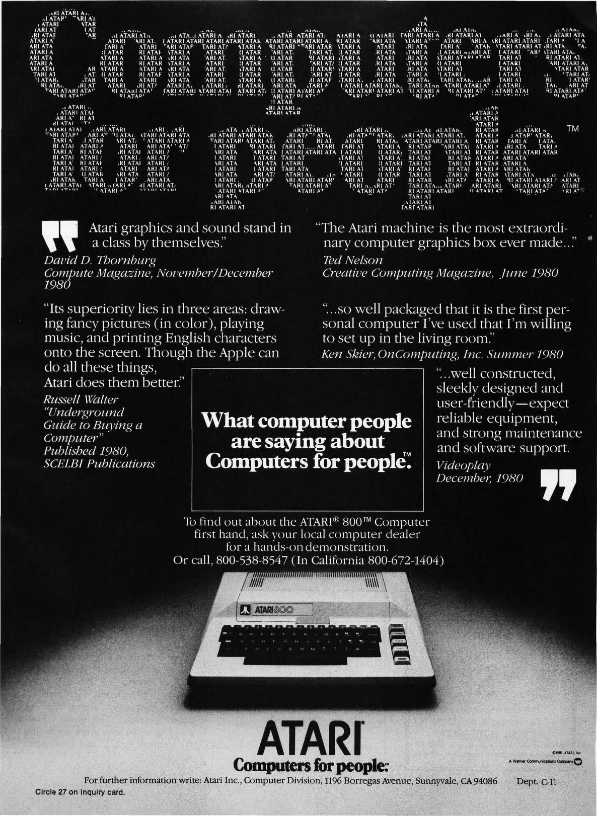 Computers
for people.™
"Atari graphics and sound stand in
a class by themselves."
David D. Thornburg
Compute Magazine, November/December
1980
"Its superiority lies in three areas: draw-
ing fancy pictures (in color), playing
music, and printing English characters
onto the screen. Though the Apple can
do all these things,
Atari does them better."
Russell Walter
"Underground
Guide to Buying a
Computer"
Published 1980,
SCELBI Publications
"The Atari machine is the most extraordi-
nary computer graphics box ever made..."
Ted Nelson
Creative Computing Magazine, June 1980
"...so well packaged that it is the first per-
sonal computer I've used that I'm willing
to set up in the living room."
Ken Skier, OnComputing, Inc. Summer 1980
"...well constructed,
sleekly designed and
user-friendly—expect
reliable equipment,
and strong maintenance
and software support.
Videoplay
December, 1980 "
What computer people
are saying about
Computers for people.™
To find out about the ATARI® 800™ Computer
first hand, ask your local computer dealer
for a hands-on demonstration.
Or call, 800-538-8547 (In California 800-672-1404)
ATARI 800
ATARI®
Computers for people.™
©1981 ATARI, Inc.
A Warner Communications Company
For further information write: Atari Inc., Computer Division, 1196 Borregas Avenue, Sunnyvale, CA 94086 Dept. C-11
Circle 27 on inquiry card.